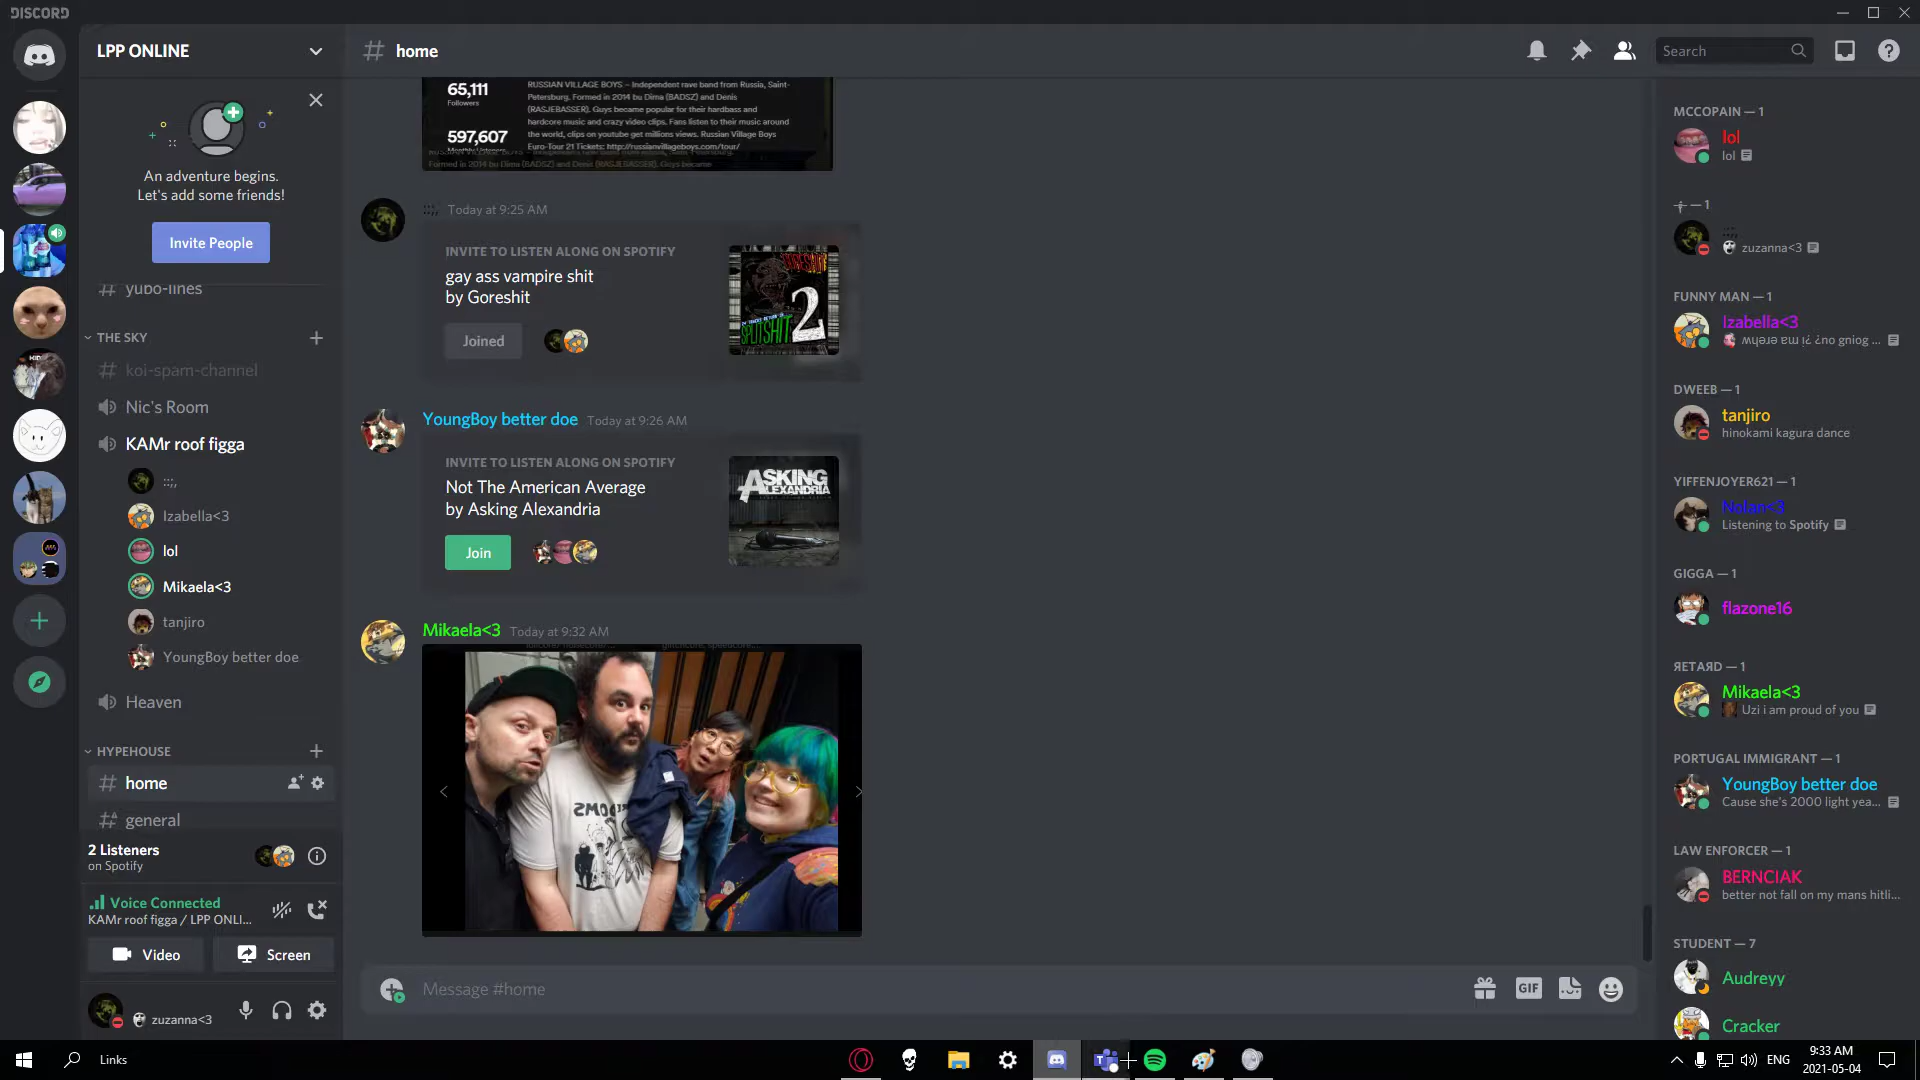 DISCORD
LPP ONLINE
An adventure begins.
Let's add some friends!
Invite People
yubo-lines
THE SKY
koi-spam-channel
Nic's Room
KAMr roof figga
::;,
Izabella<3
lol
Mikaela<3
tanjiro
YoungBoy better doe
Heaven
HYPEHOUSE
home
general
2 Listeners
on Spotify
Voice Connected
KAMr roof figga / LPP ONLI...
Video
Screen
zuzanna<3
# home
Search
65,111
Followers
597,607
Monthly Listeners
RUSSIAN VILLAGE BOYS – Independent rave band from Russia, Saint-
Petersburg. Formed in 2014 bu Dima (BADSZ) and Denis
(RASJEBASSER). Guys became popular for their hardbass and
hardcore music and crazy video clips. Fans listen to their music around
the world, clips on youtube get millions views. Russian Village Boys
Euro-Tour 21 Tickets: http://russianvillageboys.com/tour/
Formed in 2014 bu Dima (BADSZ) and Denis (RASJEBASSER). Guys became
::;, Today at 9:25 AM
INVITE TO LISTEN ALONG ON SPOTIFY
gay ass vampire shit
by Goreshit
Joined
GORESHIT
SPLITSHIT
2
YoungBoy better doe Today at 9:26 AM
INVITE TO LISTEN ALONG ON SPOTIFY
Not The American Average
by Asking Alexandria
Join
ASKING
ALEXANDRIA
Mikaela<3 Today at 9:32 AM
Message #home
GIF
MCCOPAIN — 1
lol
lol
— 1
zuzanna<3
FUNNY MAN — 1
Izabella<3
ʍɥǝɹǝ ɐɯ ı¿ ¿no gniog ...
DWEEB — 1
tanjiro
hinokami kagura dance
YIFFENJOYER621 — 1
Nolan<3
Listening to Spotify
GIGGA — 1
flazone16
ЯETAЯD — 1
Mikaela<3
Uzi i am proud of you
PORTUGAL IMMIGRANT — 1
YoungBoy better doe
Cause she's 2000 light yea...
LAW ENFORCER — 1
BERNCIAK
better not fall on my mans hitli...
STUDENT — 7
Audreyy
Cracker
Links
ENG
9:33 AM
2021-05-04